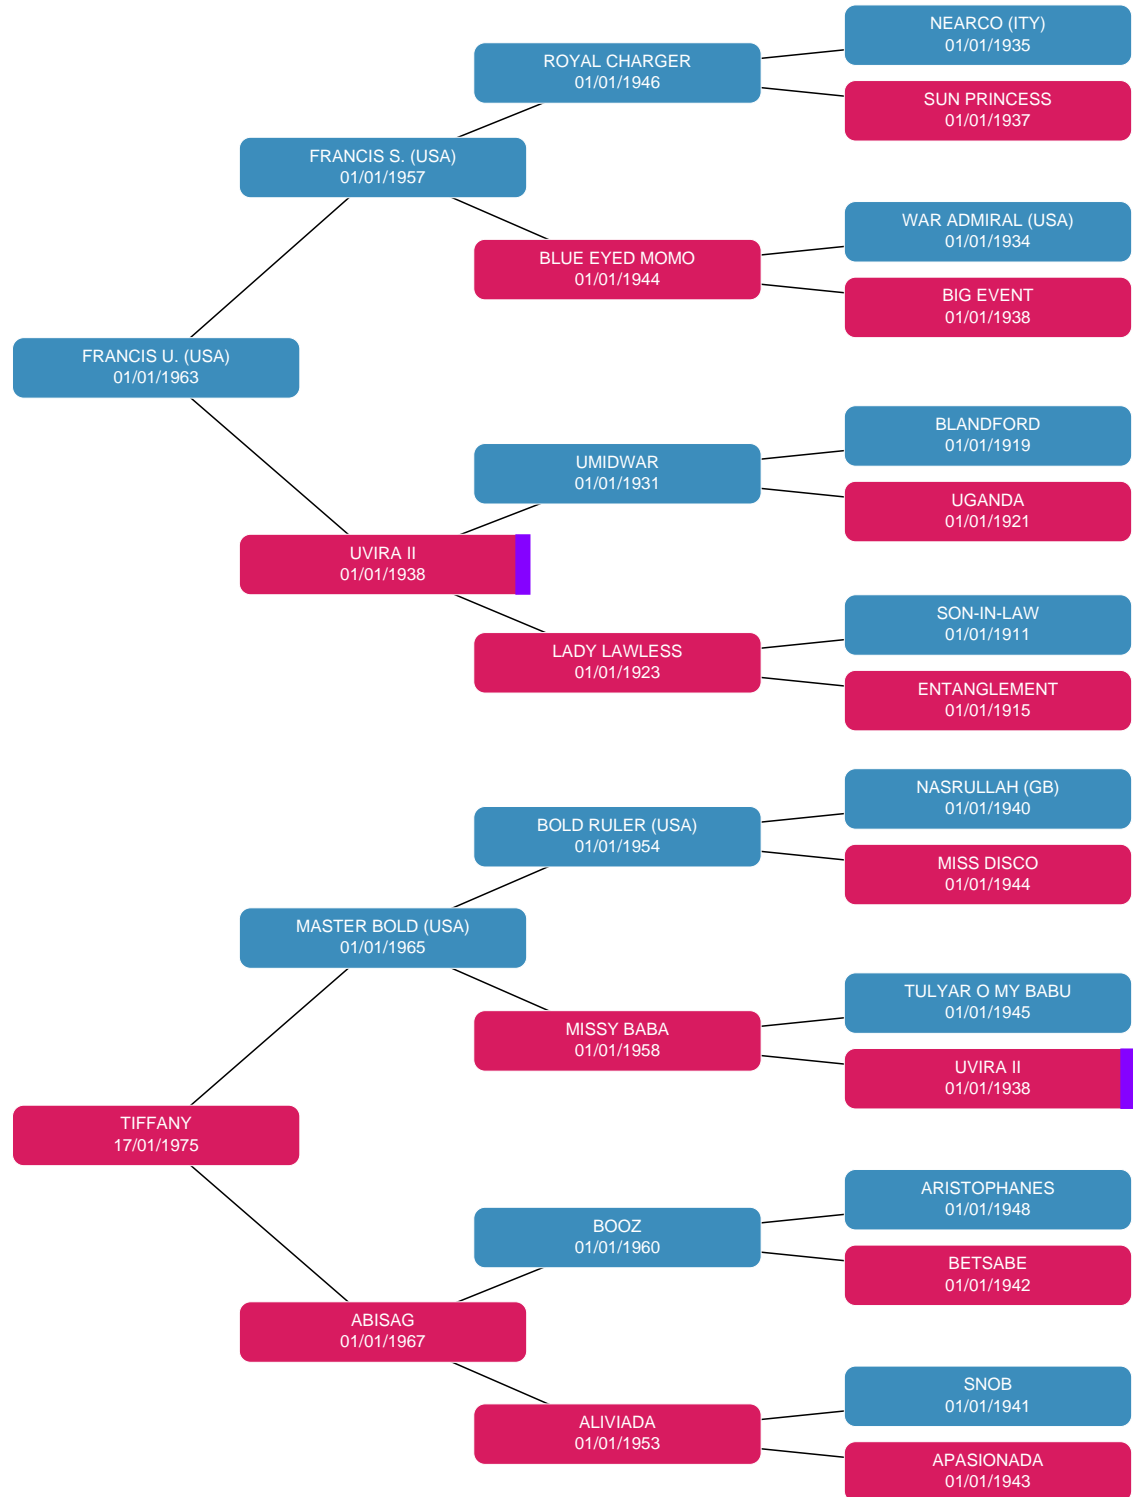 NEARCO (ITY)
01/01/1935
ROYAL CHARGER
01/01/1946
SUN PRINCESS
01/01/1937
FRANCIS S. (USA)
01/01/1957
WAR ADMIRAL (USA)
01/01/1934
BLUE EYED MOMO
01/01/1944
BIG EVENT
01/01/1938
FRANCIS U. (USA)
01/01/1963
BLANDFORD
01/01/1919
UMIDWAR
01/01/1931
UGANDA
01/01/1921
UVIRA II
01/01/1938
SON-IN-LAW
01/01/1911
LADY LAWLESS
01/01/1923
ENTANGLEMENT
01/01/1915
NASRULLAH (GB)
01/01/1940
BOLD RULER (USA)
01/01/1954
MISS DISCO
01/01/1944
MASTER BOLD (USA)
01/01/1965
TULYAR O MY BABU
01/01/1945
MISSY BABA
01/01/1958
UVIRA II
01/01/1938
TIFFANY
17/01/1975
ARISTOPHANES
01/01/1948
BOOZ
01/01/1960
BETSABE
01/01/1942
ABISAG
01/01/1967
SNOB
01/01/1941
ALIVIADA
01/01/1953
APASIONADA
01/01/1943